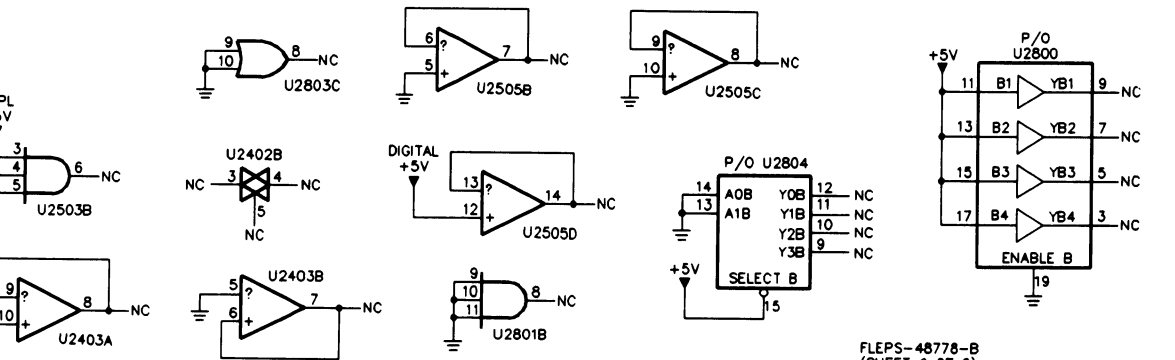 9
10
8
NC
U2803C
6
?
5
+
7
NC
U2505B
9
?
10
+
8
NC
U2505C
P/O
U2800
+5V
11 B1 YB1 9 NC
13 B2 YB2 7 NC
15 B3 YB3 5 NC
17 B4 YB4 3 NC
ENABLE B
19
PL
3
4
5
6
NC
U2503B
U2402B
NC 3 4 NC
5
NC
DIGITAL
+5V
13
?
12
+
14
NC
U2505D
P/O U2804
14 A0B Y0B 12 NC
13 A1B Y1B 11 NC
Y2B 10 NC
Y3B 9 NC
SELECT B
+5V
15
9
?
10
+
8
NC
U2403A
U2403B
5
?
6
+
7
NC
9
10
11
8
NC
U2801B
FLEPS-48778-B